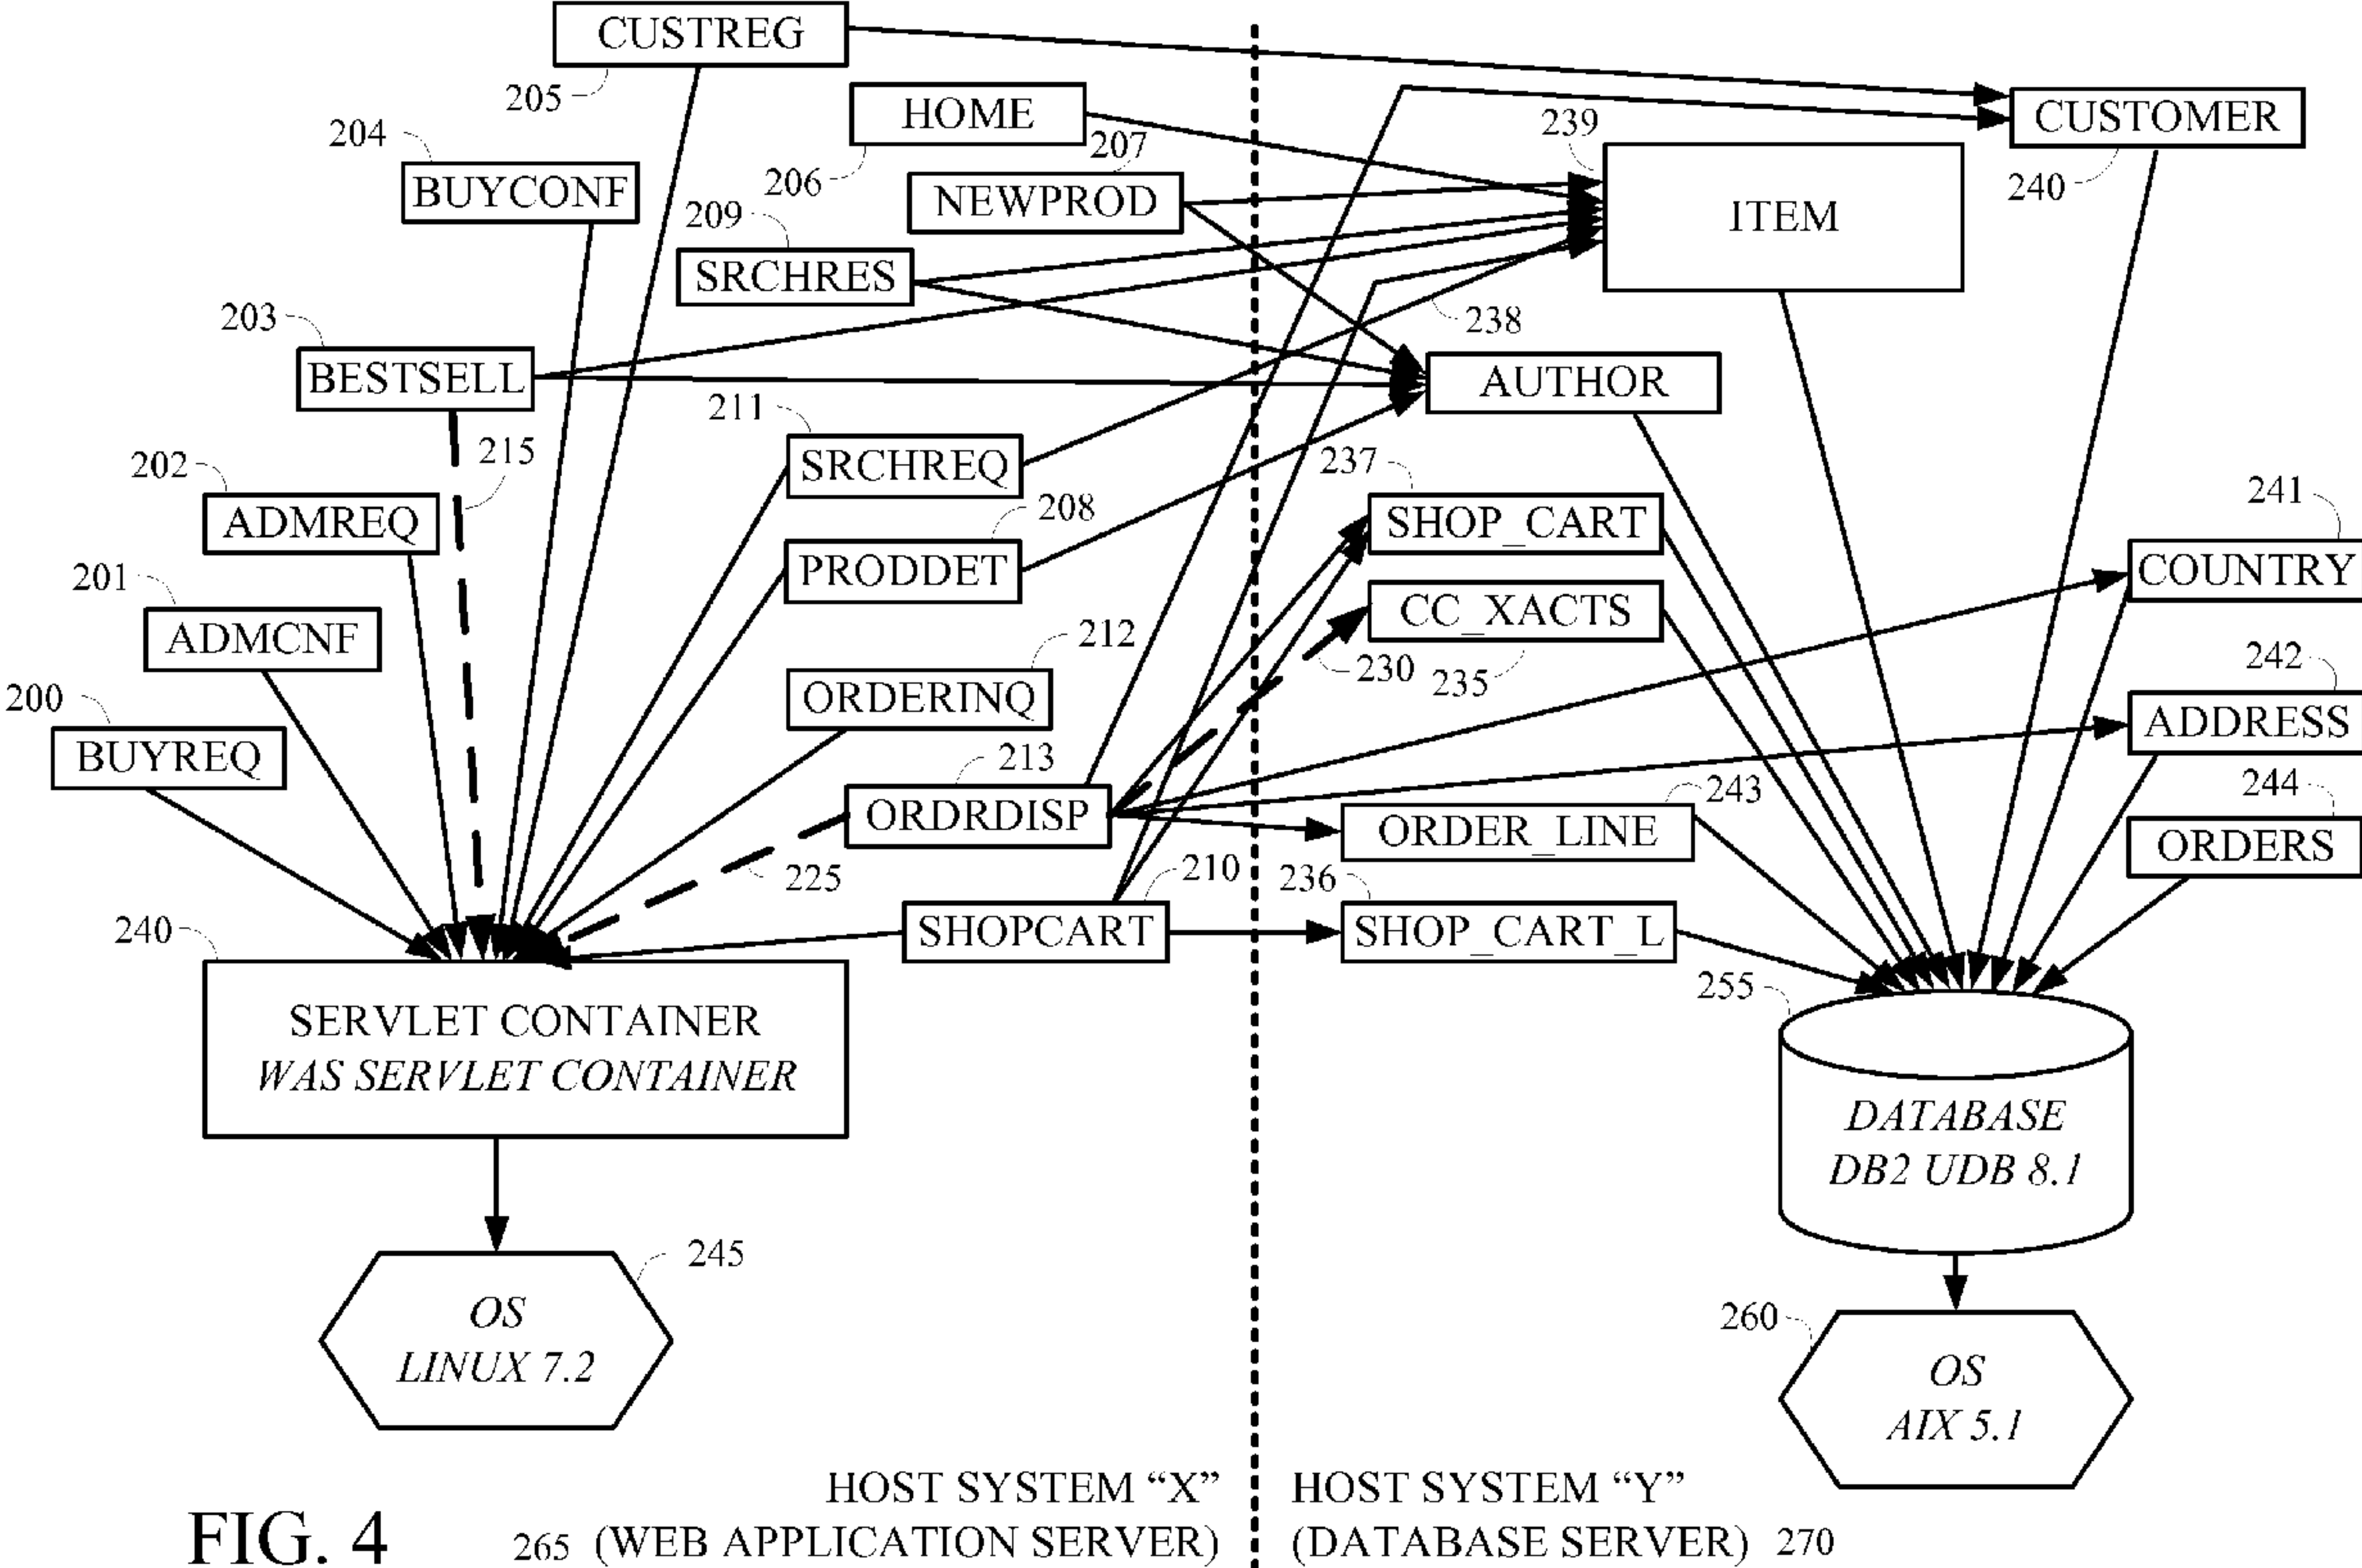 CUSTREG
205
HOME
206
207
204
BUYCONF
209
NEWPROD
SRCHRES
239
ITEM
CUSTOMER
240
238
203
BESTSELL
AUTHOR
211
215
202
ADMREQ
SRCHREQ
237
SHOP_CART
208
PRODDET
241
COUNTRY
201
ADMCNF
CC_XACTS
230
235
212
ORDERINQ
242
ADDRESS
200
BUYREQ
213
ORDRDISP
225
243
ORDER_LINE
244
ORDERS
210
SHOPCART
236
SHOP_CART_L
240
SERVLET CONTAINER
WAS SERVLET CONTAINER
255
DATABASE
DB2 UDB 8.1
245
OS
LINUX 7.2
260
OS
AIX 5.1
HOST SYSTEM “X”
265 (WEB APPLICATION SERVER)
HOST SYSTEM “Y”
(DATABASE SERVER) 270
FIG. 4